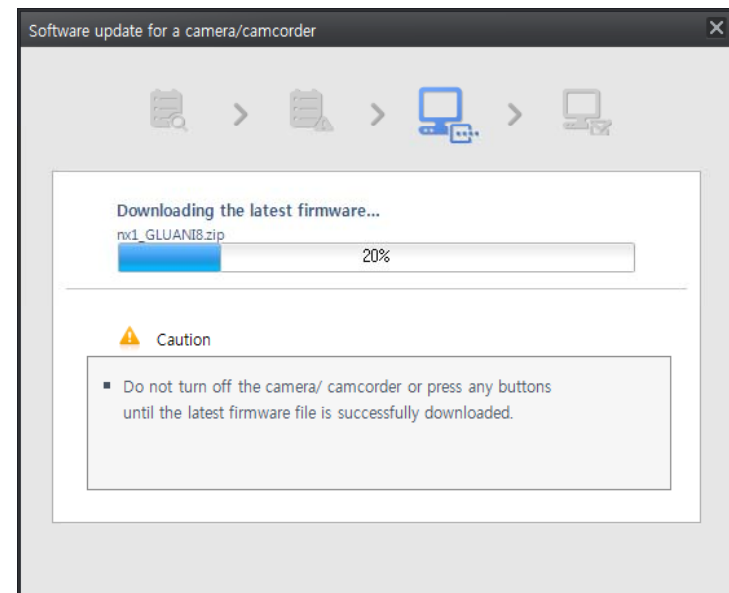 Software update for a camera/camcorder
Downloading the latest firmware...
nx1_GLUANI8.zip
20%
Caution
Do not turn off the camera/ camcorder or press any buttons
until the latest firmware file is successfully downloaded.